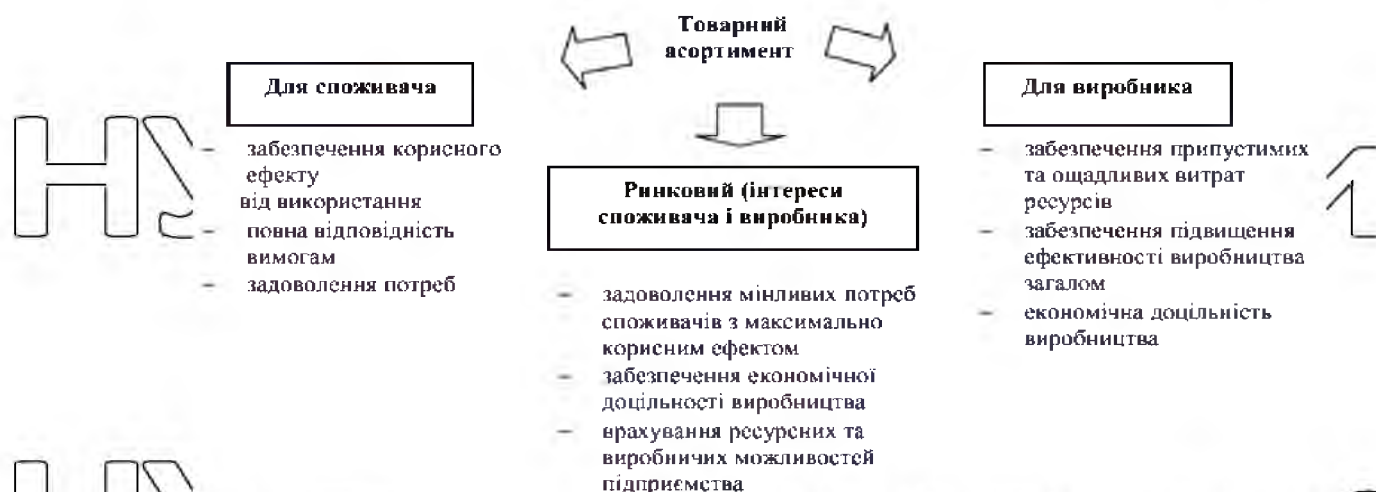 Товарний
асортимент
Для споживача
– забезпечення корисного
ефекту
від використання
– повна відповідність
вимогам
– задоволення потреб
Ринковий (інтереси
споживача і виробника)
– задоволення мінливих потреб
споживачів з максимально
корисним ефектом
– забезпечення економічної
доцільності виробництва
– врахування ресурсних та
виробничих можливостей
підприємства
Для виробника
– забезпечення припустимих
та ощадливих витрат
ресурсів
– забезпечення підвищення
ефективності виробництва
загалом
– економічна доцільність
виробництва